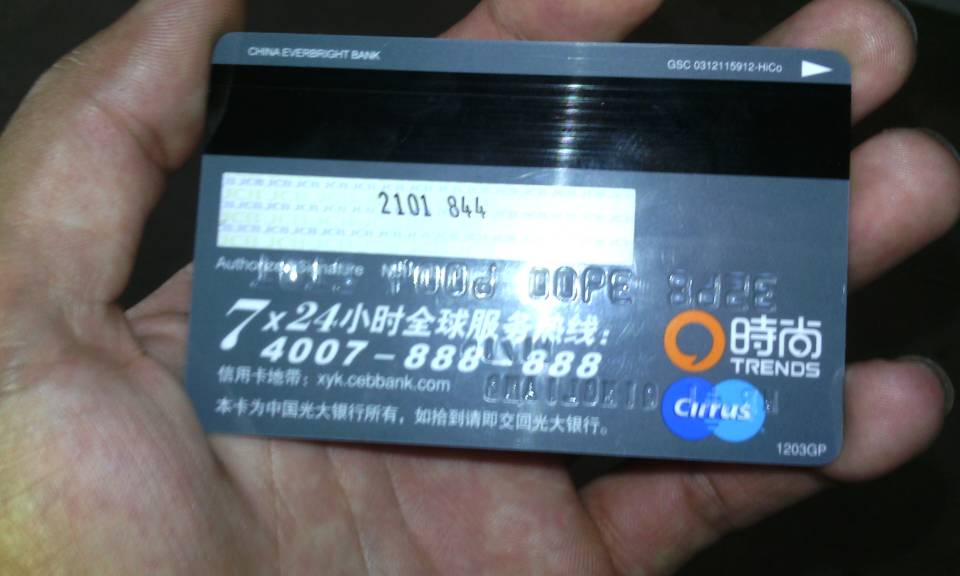 CHINA EVERBRIGHT BANK
GSC 0312115912-HiCo
2101 844
Authorized Signature
7x24小时全球服务热线:
4007-888-888
時尚
TRENDS
信用卡地带: xyk.cebbank.com
Cirrus
本卡为中国光大银行所有，如拾到请即交回光大银行。
1203GP